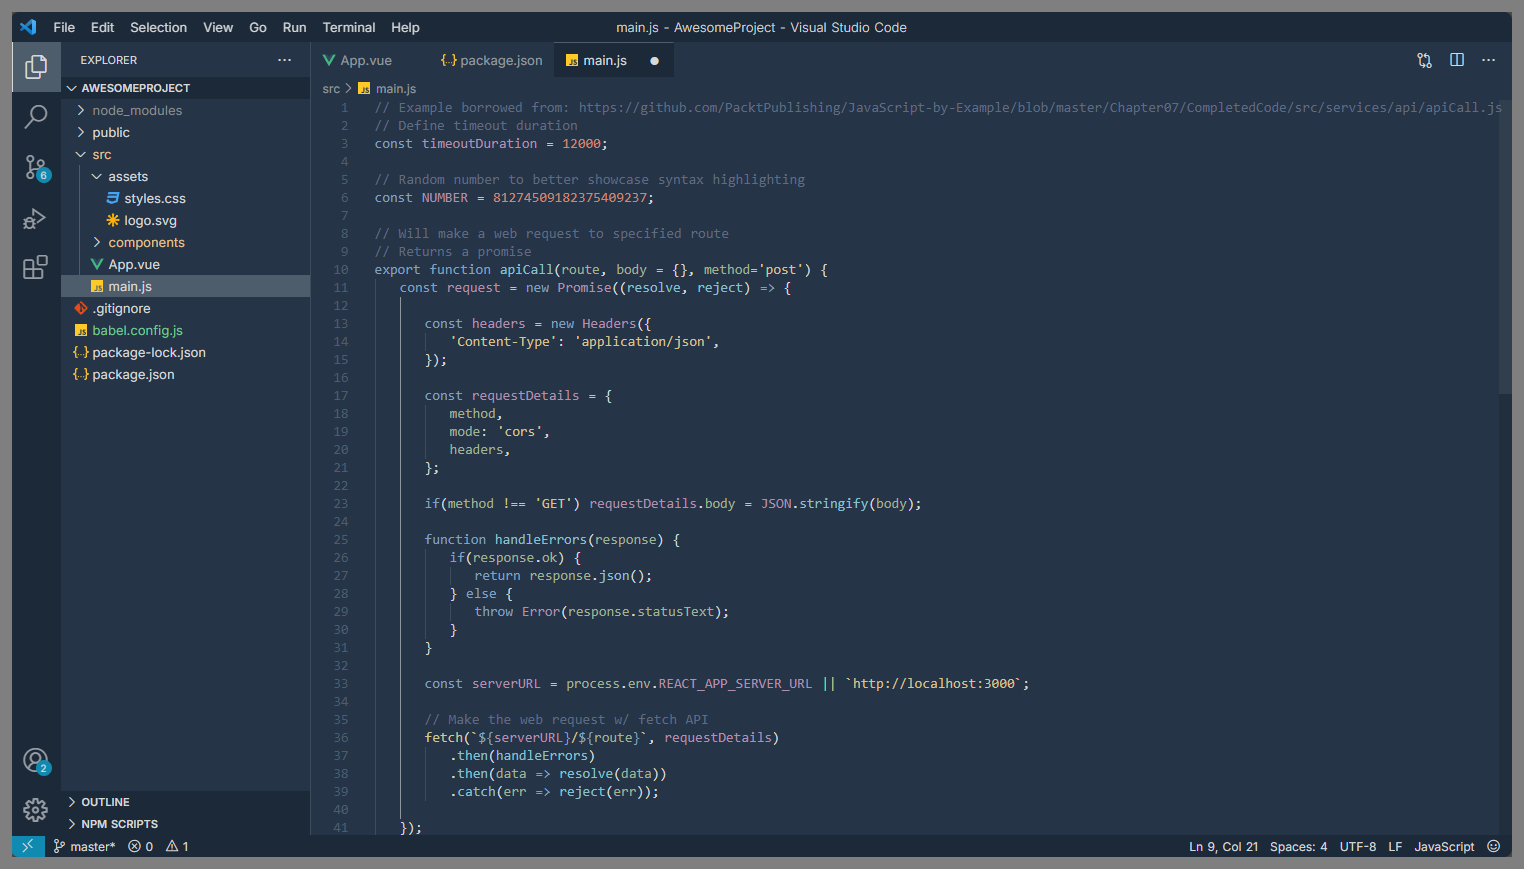 File Edit Selection View Go Run Terminal Help
main.js - AwesomeProject - Visual Studio Code
EXPLORER
AWESOMEPROJECT
node_modules
public
src
assets
styles.css
logo.svg
components
App.vue
main.js
.gitignore
babel.config.js
package-lock.json
package.json
OUTLINE
NPM SCRIPTS
6
2
App.vue package.json main.js
src main.js
1 // Example borrowed from: https://github.com/PacktPublishing/JavaScript-by-Example/blob/master/Chapter07/CompletedCode/src/services/api/apiCall.js
2 // Define timeout duration
3 const timeoutDuration = 12000;
4
5 // Random number to better showcase syntax highlighting
6 const NUMBER = 81274509182375409237;
7
8 // Will make a web request to specified route
9 // Returns a promise
10 export function apiCall(route, body = {}, method='post') {
11 const request = new Promise((resolve, reject) => {
12
13 const headers = new Headers({
14 'Content-Type': 'application/json',
15 });
16
17 const requestDetails = {
18 method,
19 mode: 'cors',
20 headers,
21 };
22
23 if(method !== 'GET') requestDetails.body = JSON.stringify(body);
24
25 function handleErrors(response) {
26 if(response.ok) {
27 return response.json();
28 } else {
29 throw Error(response.statusText);
30 }
31 }
32
33 const serverURL = process.env.REACT_APP_SERVER_URL || `http://localhost:3000`;
34
35 // Make the web request w/ fetch API
36 fetch(`${serverURL}/${route}`, requestDetails)
37 .then(handleErrors)
38 .then(data => resolve(data))
39 .catch(err => reject(err));
40
41 });
master* 0 1
Ln 9, Col 21 Spaces: 4 UTF-8 LF JavaScript